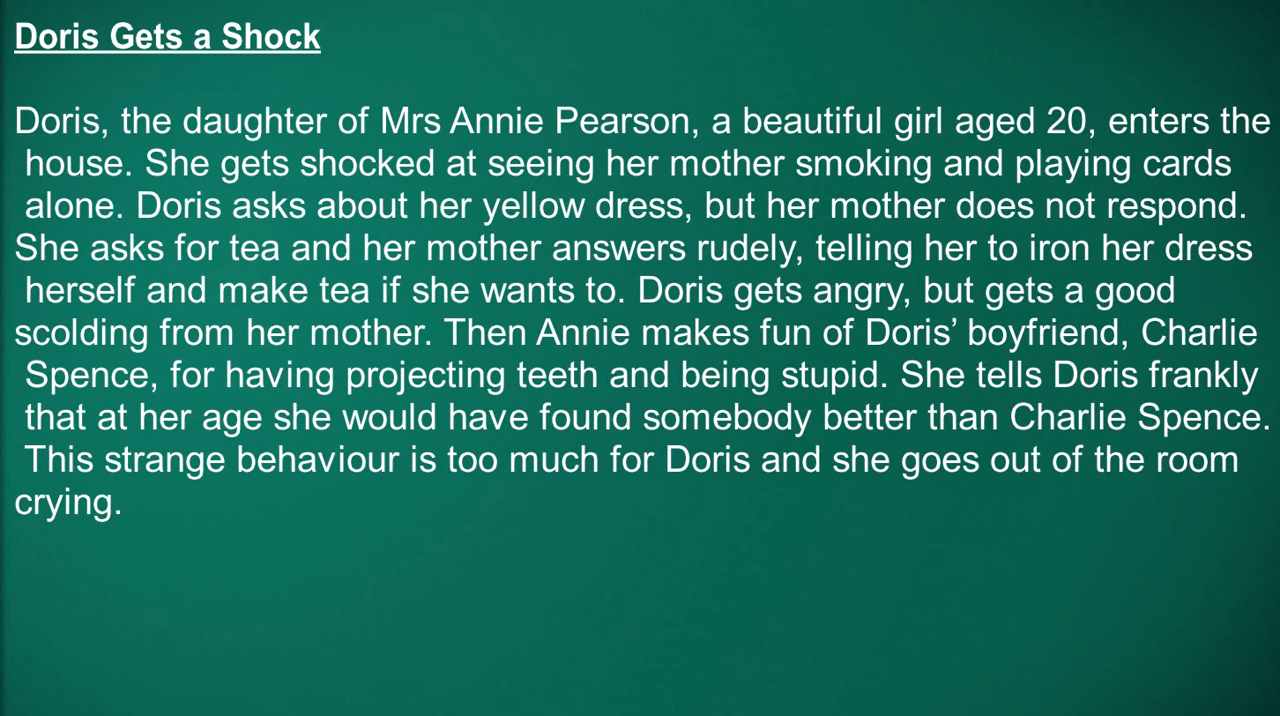 Doris Gets a Shock
Doris, the daughter of Mrs Annie Pearson, a beautiful girl aged 20, enters the
house. She gets shocked at seeing her mother smoking and playing cards
alone. Doris asks about her yellow dress, but her mother does not respond.
She asks for tea and her mother answers rudely, telling her to iron her dress
herself and make tea if she wants to. Doris gets angry, but gets a good
scolding from her mother. Then Annie makes fun of Doris’ boyfriend, Charlie
Spence, for having projecting teeth and being stupid. She tells Doris frankly
that at her age she would have found somebody better than Charlie Spence.
This strange behaviour is too much for Doris and she goes out of the room
crying.